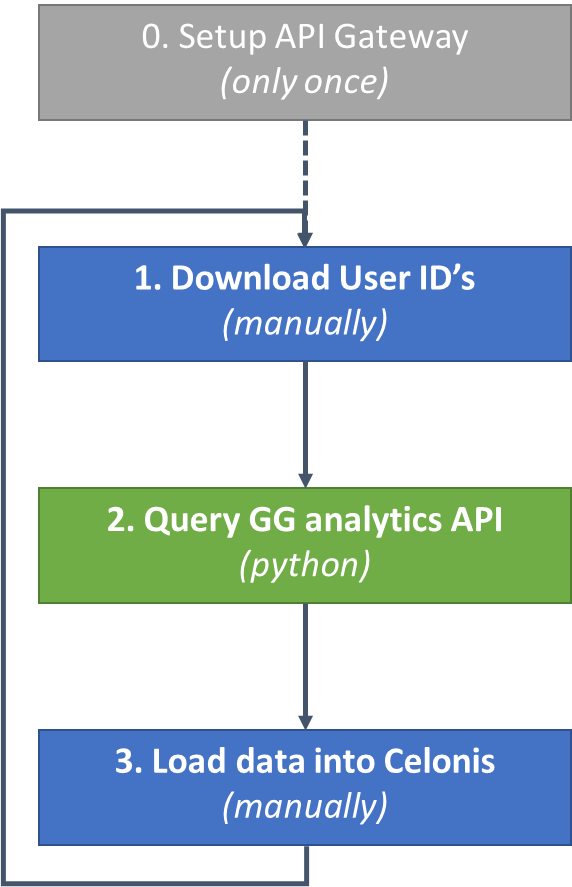 0. Setup API Gateway
(only once)
1. Download User ID’s
(manually)
2. Query GG analytics API
(python)
3. Load data into Celonis
(manually)